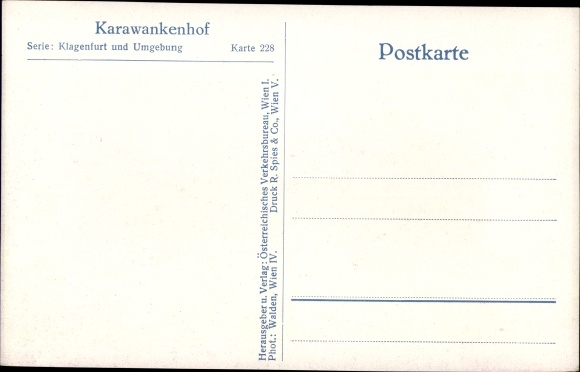 Karawankenhof
Serie: Klagenfurt und Umgebung Karte 228
Postkarte
Herausgeber u. Verlag: Österreichisches Verkehrsbureau, Wien I.
Phot.: Walden, Wien IV. Druck R. Spies & Co., Wien V.